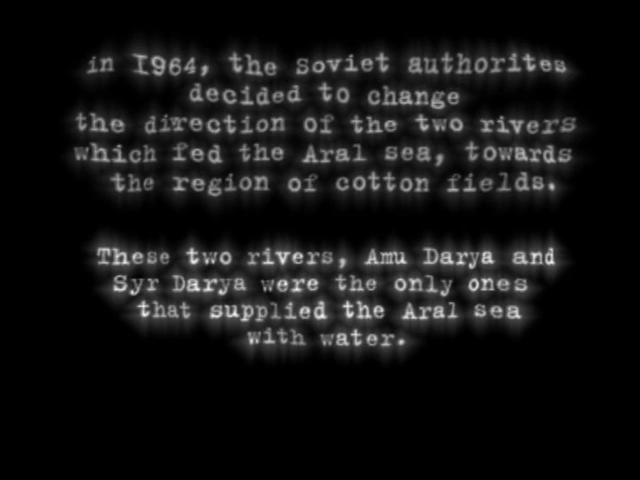 in 1964, the Soviet authorites
decided to change
the direction of the two rivers
which fed the Aral sea, towards
the region of cotton fields.
These two rivers, Amu Darya and
Syr Darya were the only ones
that supplied the Aral sea
with water.